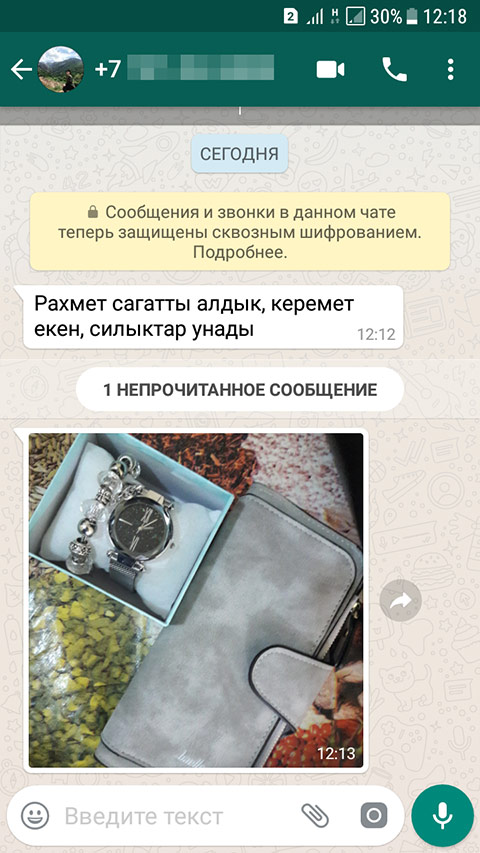 2 H 30% 12:18
+7
СЕГОДНЯ
Сообщения и звонки в данном чате
теперь защищены сквозным шифрованием.
Подробнее.
Рахмет сагатты алдык, керемет
екен, силыктар унады
12:12
1 НЕПРОЧИТАННОЕ СООБЩЕНИЕ
12:13
Введите текст